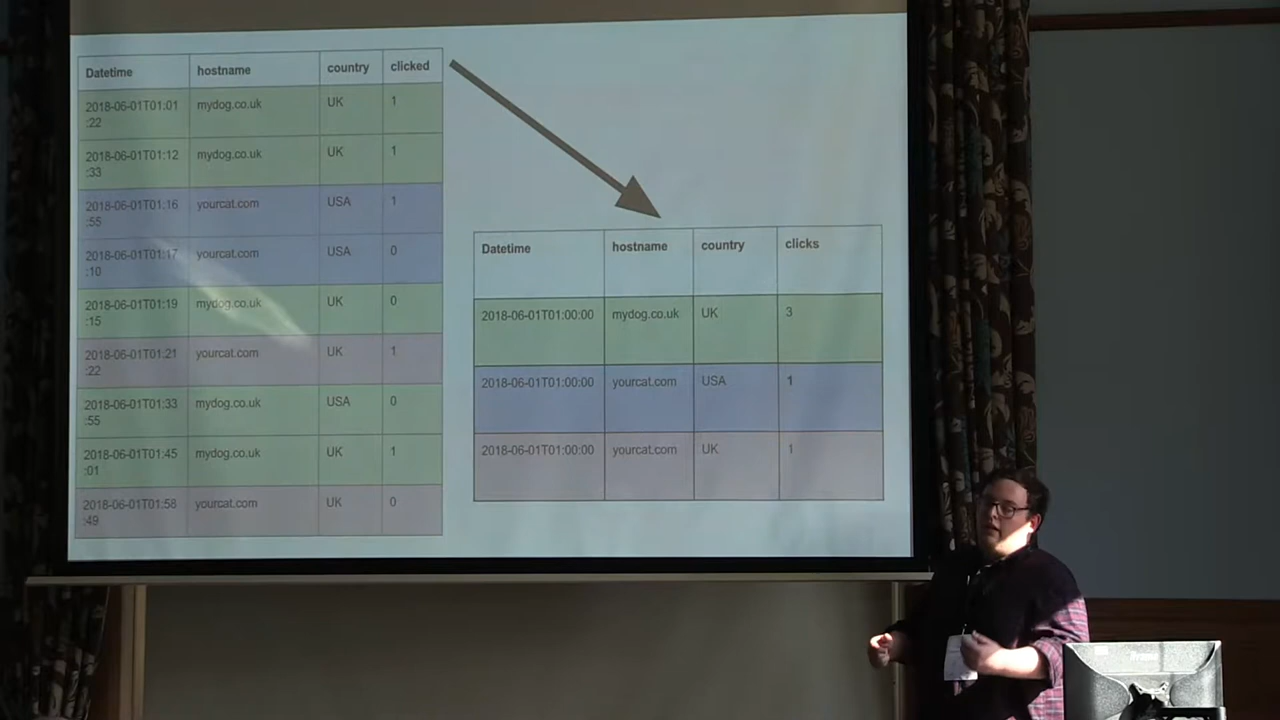 Datetime hostname country clicked
2018-06-01T01:01 mydog.co.uk UK 1
:22
2018-06-01T01:12 mydog.co.uk UK 1
:33
2018-06-01T01:16 yourcat.com USA 1
:55
2018-06-01T01:17 yourcat.com USA 0
:10
2018-06-01T01:19 mydog.co.uk UK 0
:15
2018-06-01T01:21 yourcat.com UK 1
:22
2018-06-01T01:33 mydog.co.uk USA 0
:55
2018-06-01T01:45 mydog.co.uk UK 1
:01
2018-06-01T01:58 yourcat.com UK 0
:49
Datetime hostname country clicks
2018-06-01T01:00:00 mydog.co.uk UK 3
2018-06-01T01:00:00 yourcat.com USA 1
2018-06-01T01:00:00 yourcat.com UK 1